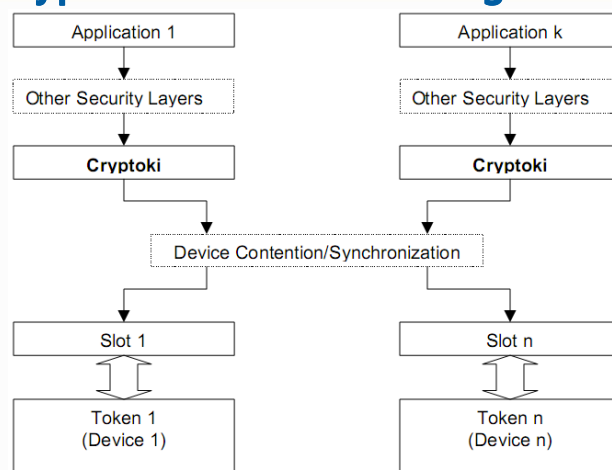 Application 1
Application k
Other Security Layers
Other Security Layers
Cryptoki
Cryptoki
Device Contention/Synchronization
Slot 1
Slot n
Token 1
(Device 1)
Token n
(Device n)